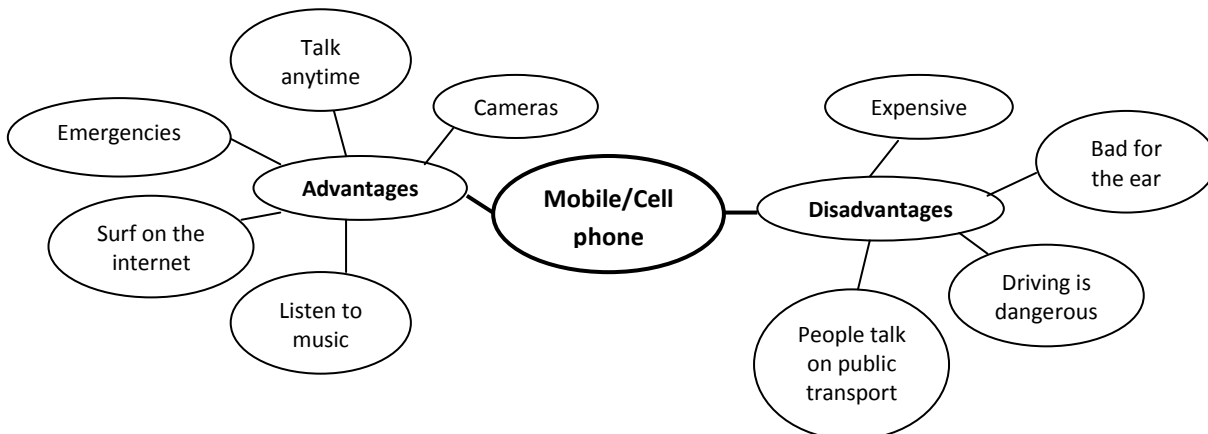 Talk
anytime
Cameras
Emergencies
Advantages
Surf on the
internet
Listen to
music
Mobile/Cell
phone
Expensive
Bad for
the ear
Disadvantages
Driving is
dangerous
People talk
on public
transport